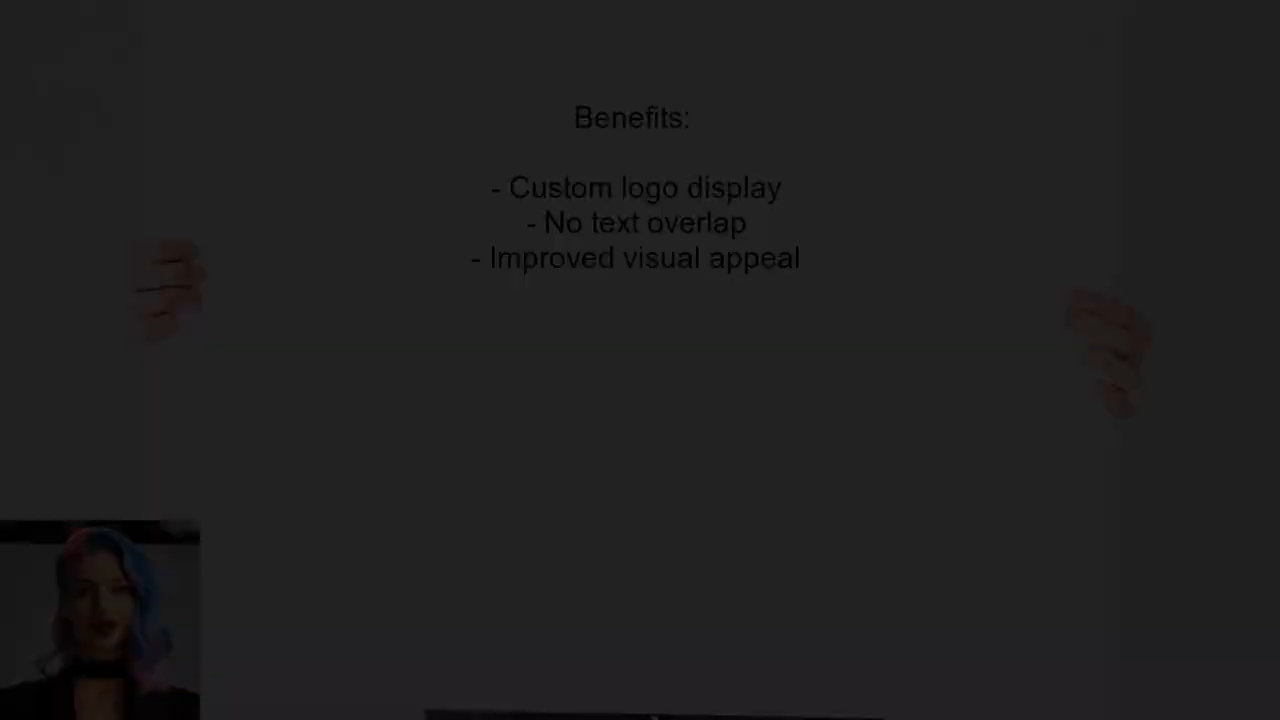 Benefits:
- Custom logo display
- No text overlap
- Improved visual appeal